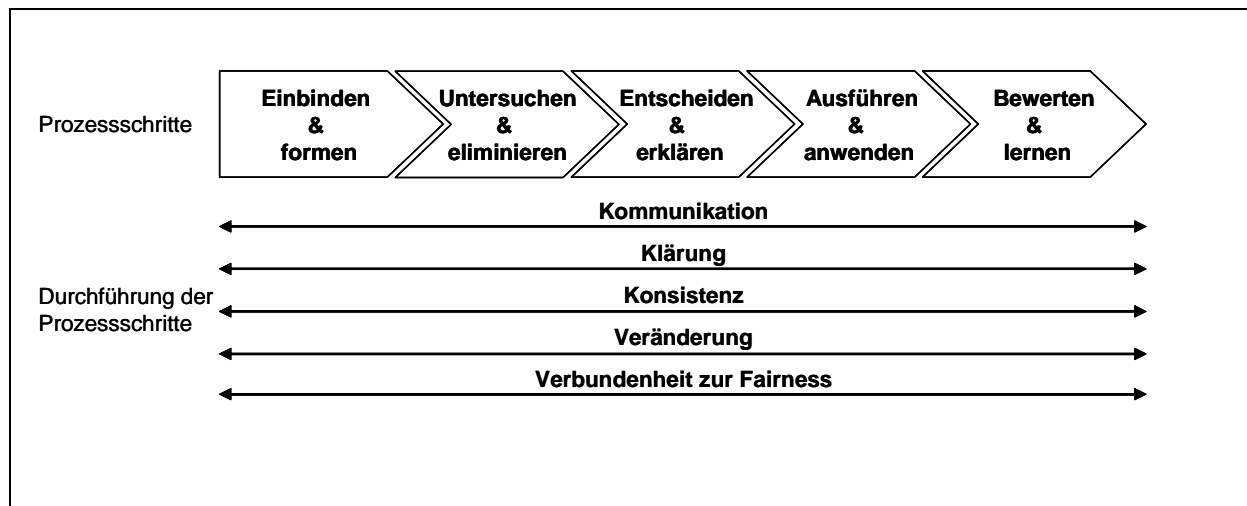 Prozessschritte
Einbinden
&
formen
Untersuchen
&
eliminieren
Entscheiden
&
erklären
Ausführen
&
anwenden
Bewerten
&
lernen
Durchführung der
Prozessschritte
Kommunikation
Klärung
Konsistenz
Veränderung
Verbundenheit zur Fairness